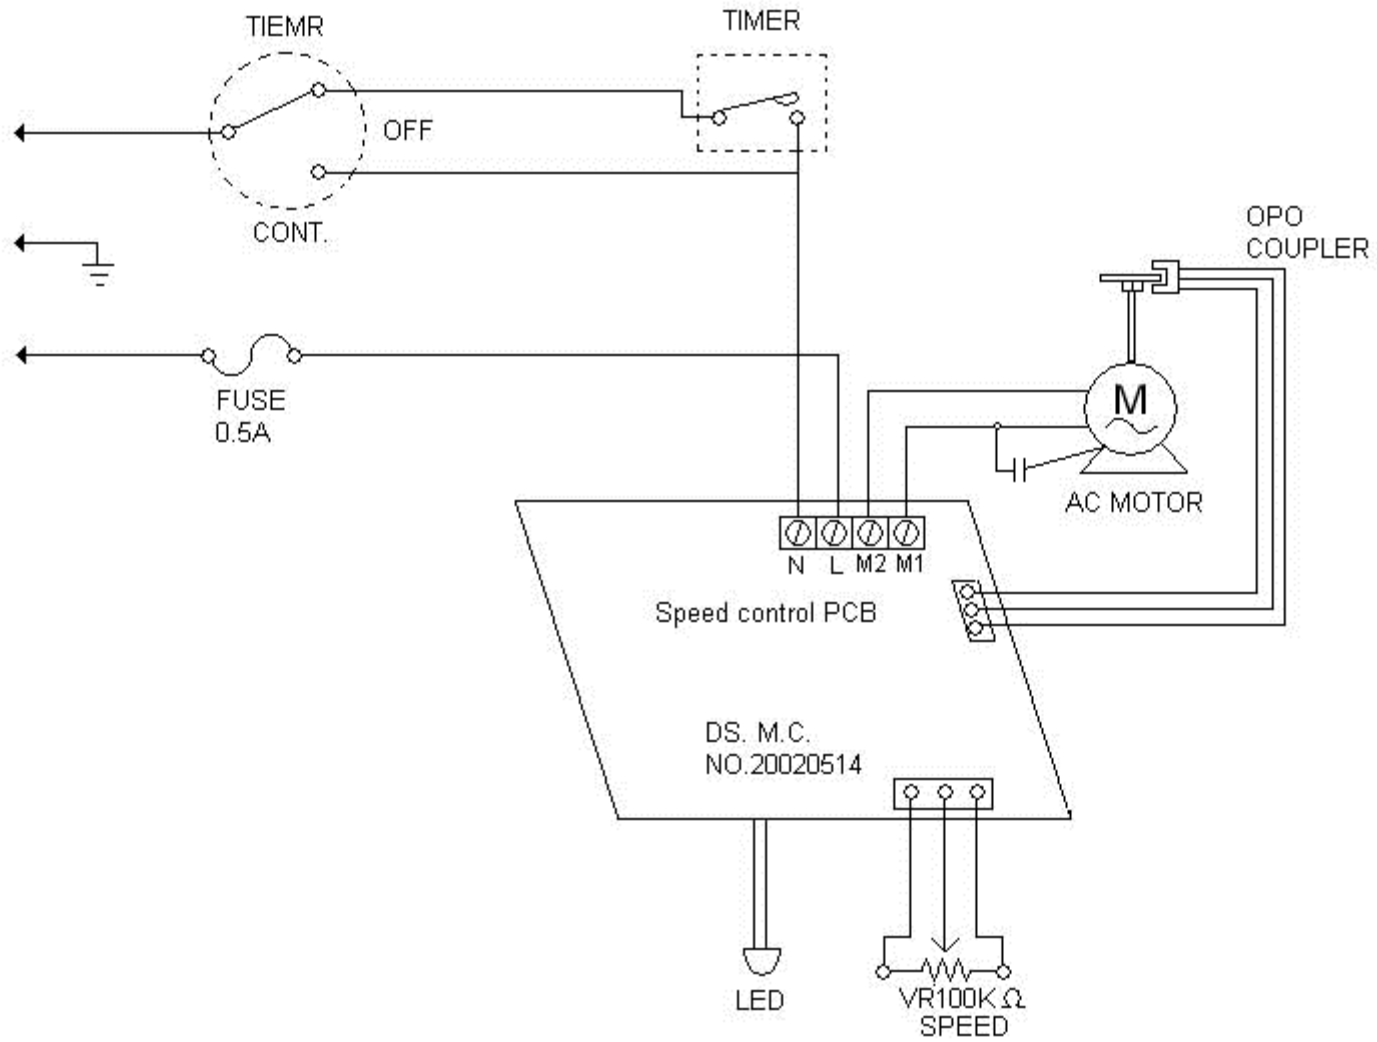 TIEMR
TIMER
OFF
CONT.
OPO
COUPLER
FUSE
0.5A
M
AC MOTOR
N L M2 M1
Speed control PCB
DS. M.C.
NO.20020514
LED
VR100KΩ
SPEED